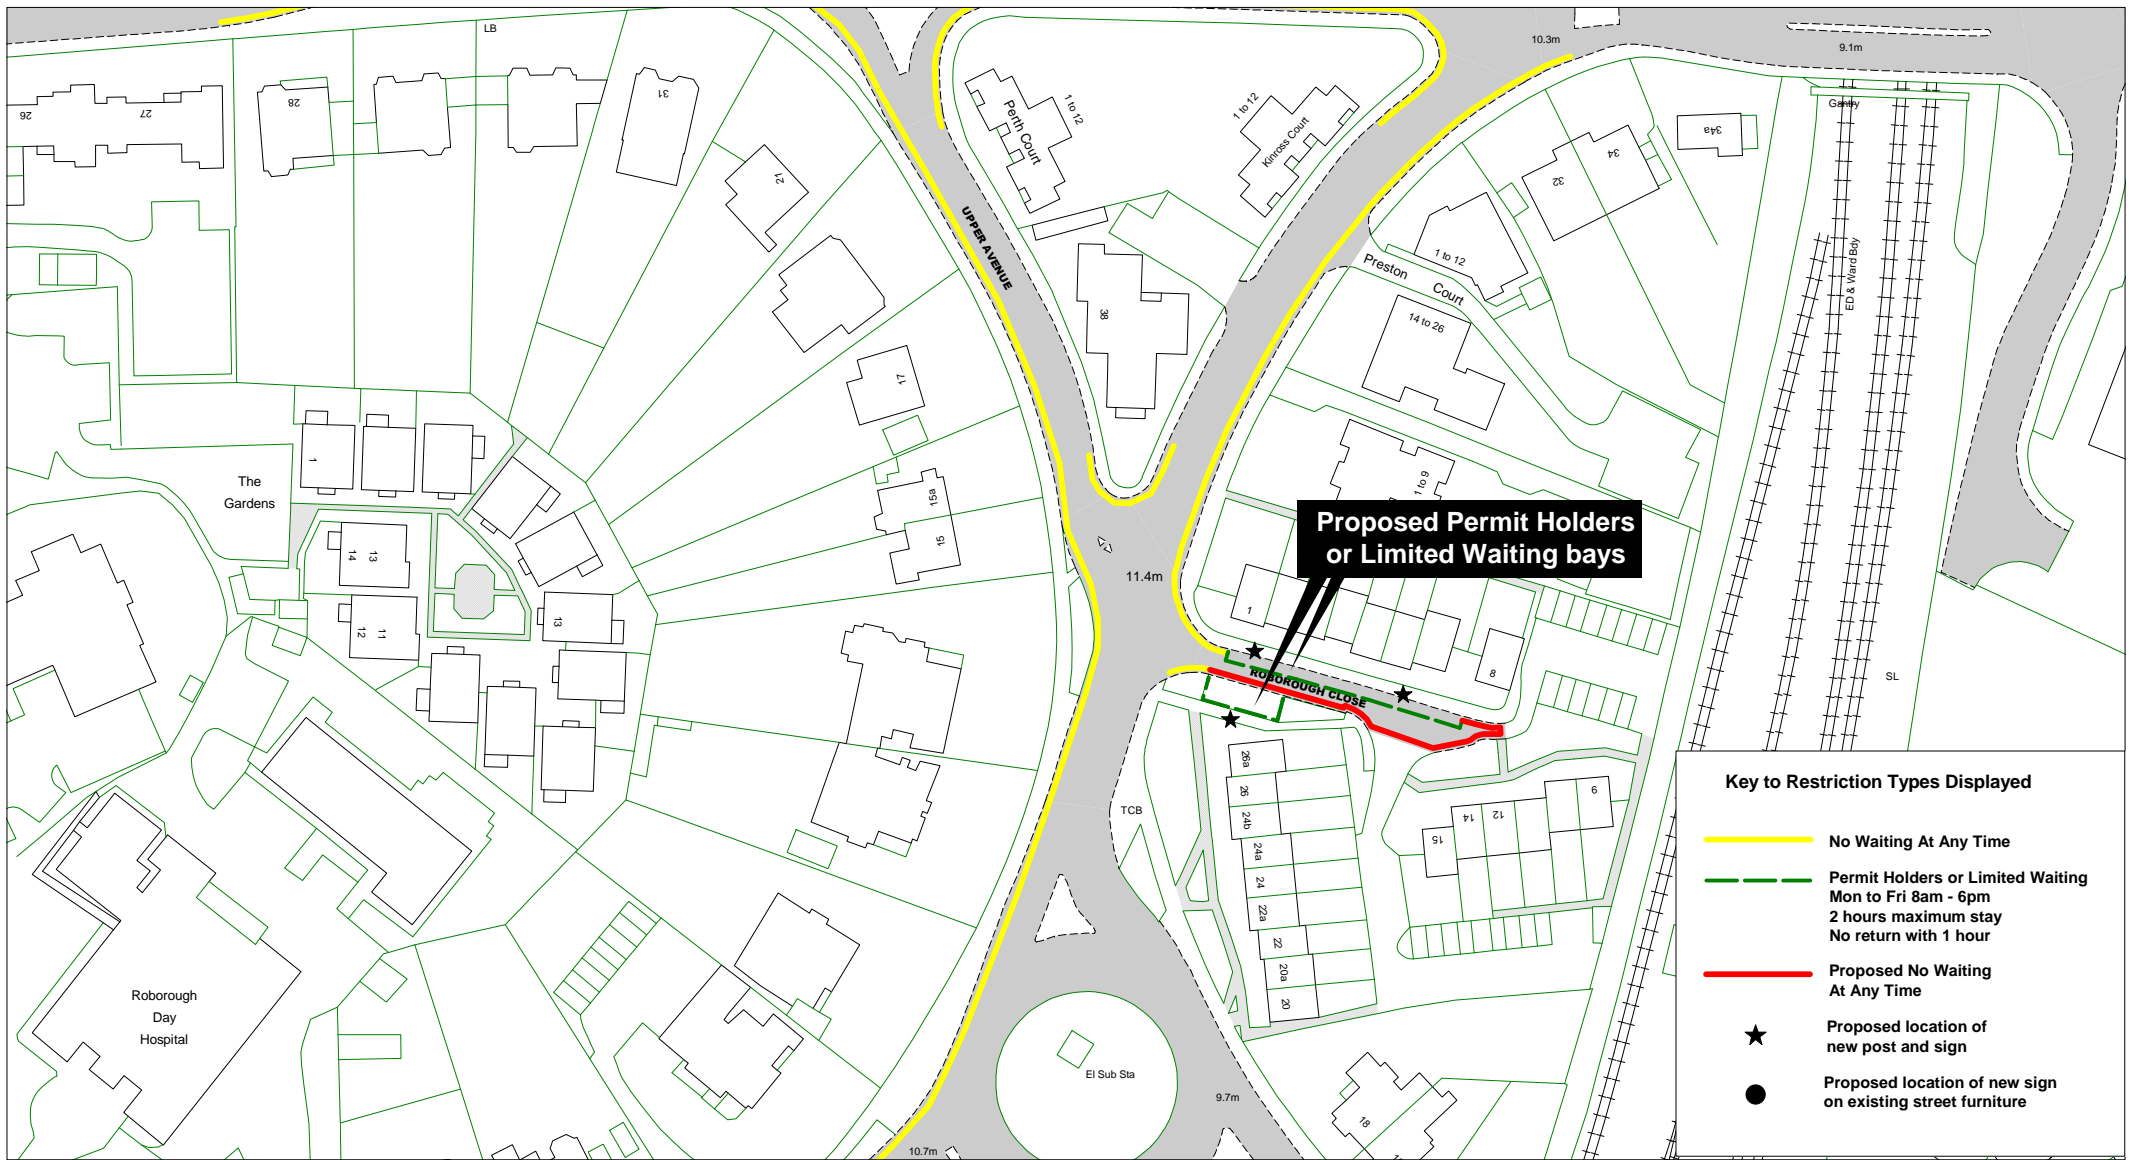 LB
10.3m
9.1m
26
27
28
31
21
Perth Court
1 to 12
1 to 12
Kinross Court
34
34a
32
Gantry
ED & Ward Bdy
UPPER AVENUE
1 to 12
Preston
Court
38
14 to 26
17
1
The
Gardens
15a
15
1 to 9
Proposed Permit Holders
or Limited Waiting bays
14
13
12
11
13
11.4m
1
8
ROBOROUGH CLOSE
SL
26a
26
24b
24a
24
22a
22
20a
20
TCB
15
14
12
9
Roborough
Day
Hospital
El Sub Sta
9.7m
10.7m
18
Key to Restriction Types Displayed
No Waiting At Any Time
Permit Holders or Limited Waiting
Mon to Fri 8am - 6pm
2 hours maximum stay
No return with 1 hour
Proposed No Waiting
At Any Time
Proposed location of
new post and sign
Proposed location of new sign
on existing street furniture